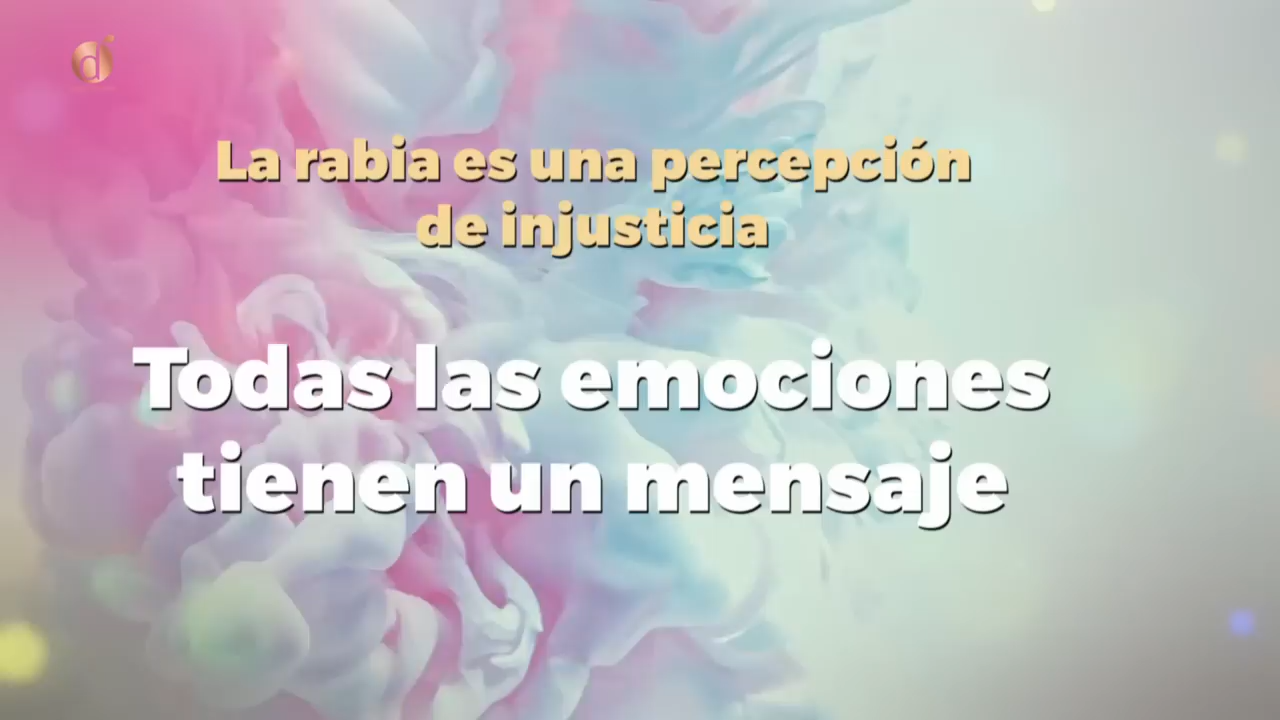 d
La rabia es una percepción
de injusticia
Todas las emociones
tienen un mensaje